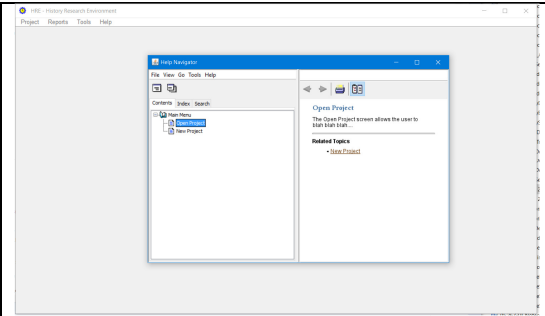 HRE - History Research Environment
Project Reports Tools Help
Help Navigator
File View Go Tools Help
Contents Index Search
Main Menu
Open Project
New Project
Open Project
The Open Project screen allows the user to
blah blah blah...
Related Topics
New Project